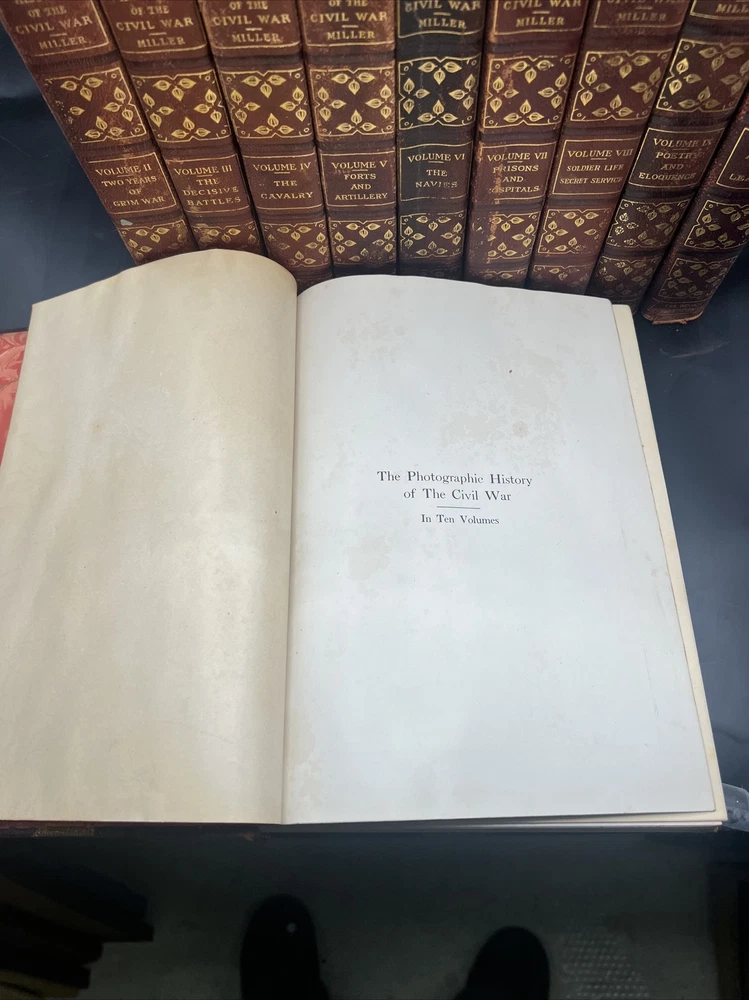 OF THE
CIVIL WAR
MILLER
VOLUME II
TWO YEARS
OF
GRIM WAR
OF THE
CIVIL WAR
MILLER
VOLUME III
THE
DECISIVE
BATTLES
OF THE
CIVIL WAR
MILLER
VOLUME IV
THE
CAVALRY
OF THE
CIVIL WAR
MILLER
VOLUME V
FORTS
AND
ARTILLERY
CIVIL WAR
MILLER
VOLUME VI
THE
NAVIES
CIVIL WAR
MILLER
VOLUME VII
PRISONS
AND
HOSPITALS
CIVIL WAR
MILLER
VOLUME VIII
SOLDIER LIFE
SECRET SERVICE
CIVIL WAR
MILLER
VOLUME IX
POETRY
AND
ELOQUENCE
The Photographic History
of The Civil War
In Ten Volumes